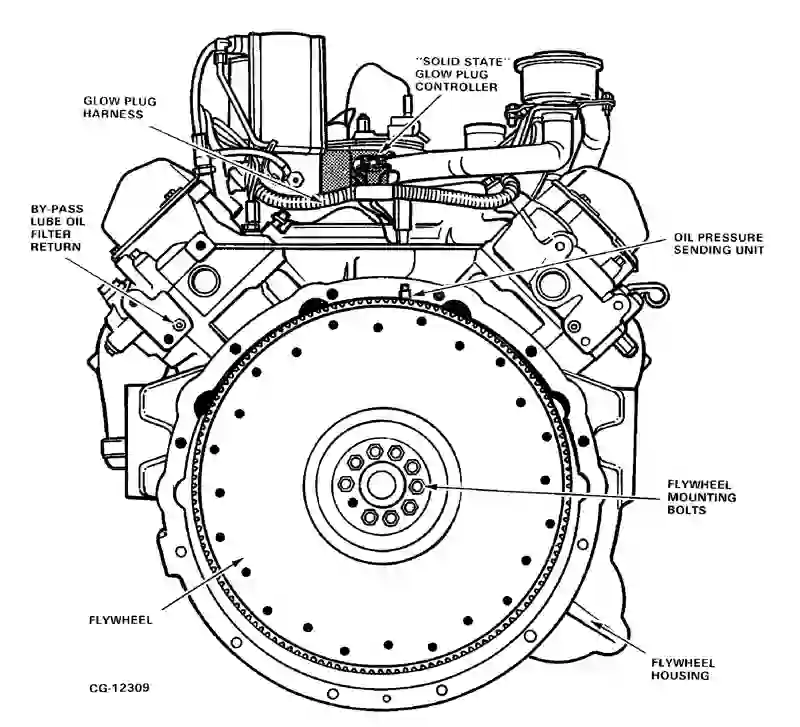 "SOLID STATE"
GLOW PLUG
CONTROLLER
GLOW PLUG
HARNESS
BY-PASS
LUBE OIL
FILTER
RETURN
OIL PRESSURE
SENDING UNIT
FLYWHEEL
MOUNTING
BOLTS
FLYWHEEL
FLYWHEEL
HOUSING
CG-12309